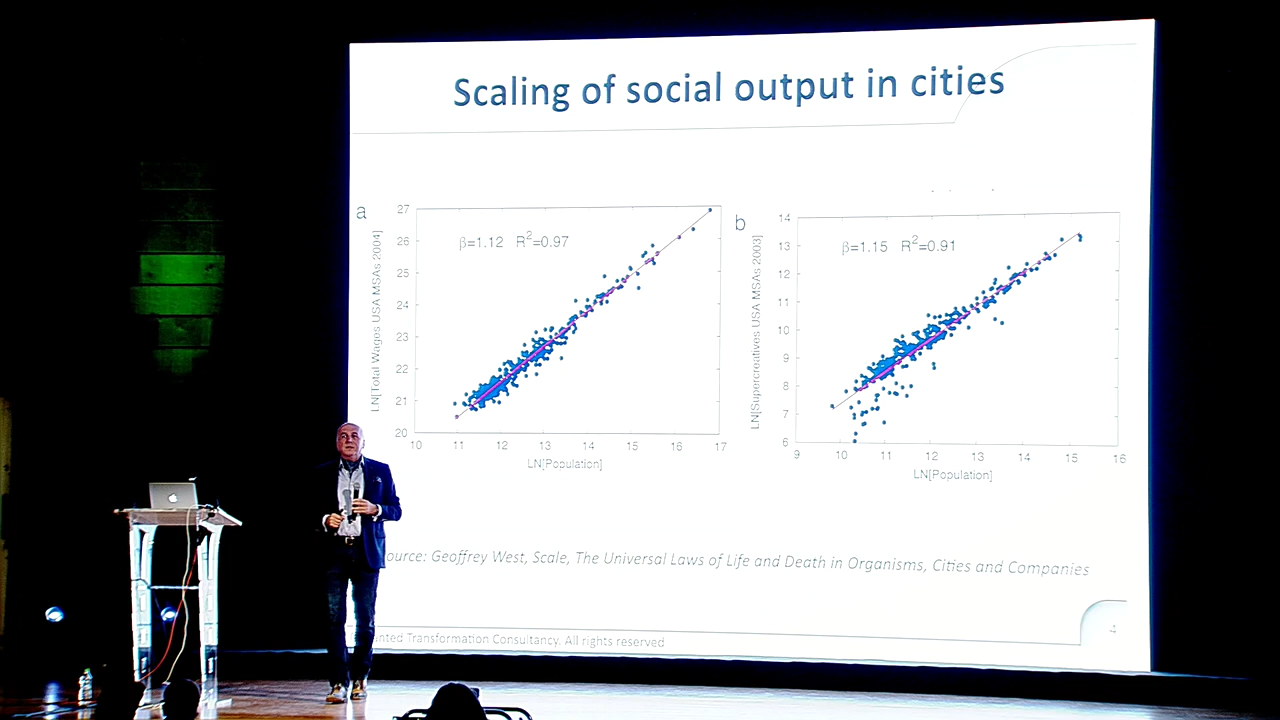 Scaling of social output in cities
a
β=1.12 R²=0.97
LN[Total Wages USA MSAs 2004]
27
26
25
24
23
22
21
20
10 11 12 13 14 15 16 17
LN[Population]
b
β=1.15 R²=0.91
LN[Supercreatives USA MSAs 2003]
14
13
12
11
10
9
8
7
6
9 10 11 12 13 14 15 16
LN[Population]
ource: Geoffrey West, Scale, The Universal Laws of Life and Death in Organisms, Cities and Companies
nted Transformation Consultancy. All rights reserved
4